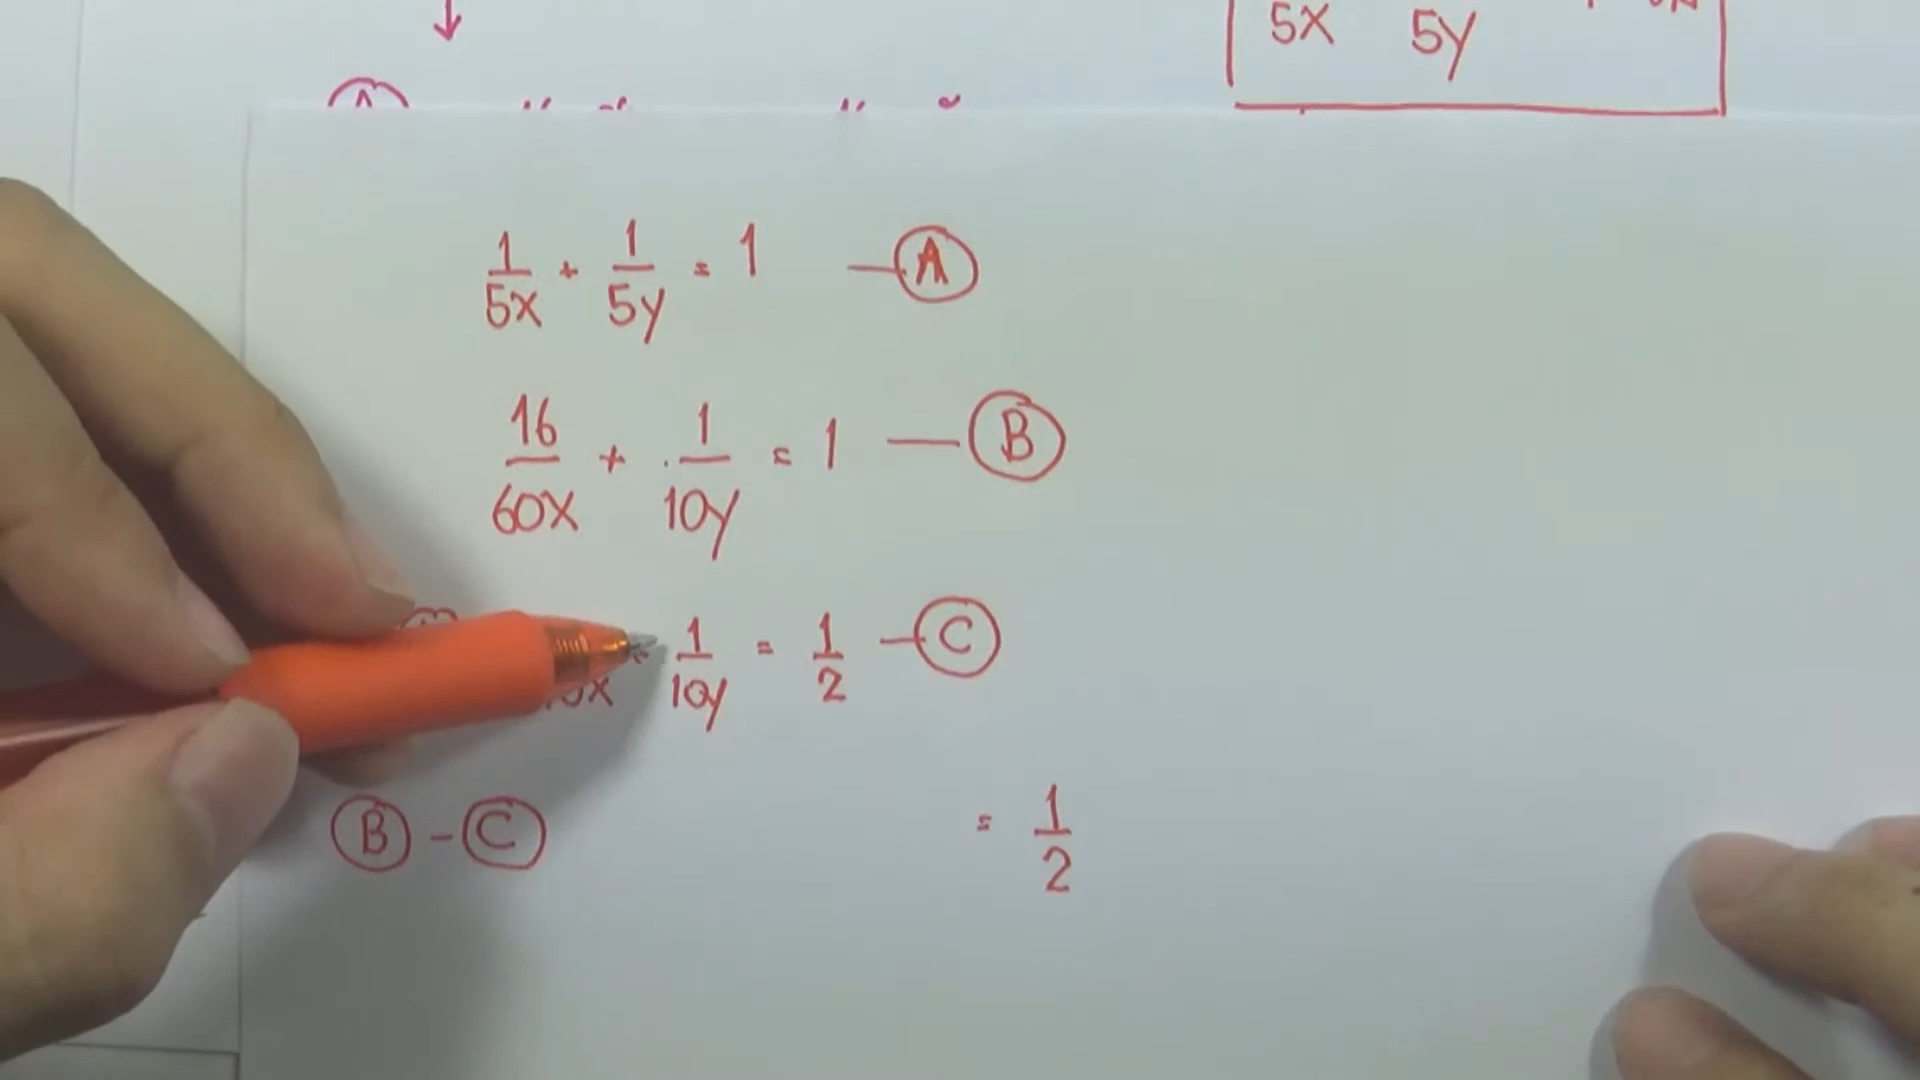 5x 5y
1/5x + 1/5y = 1 — A
16/60x + 1/10y = 1 — B
1/10y = 1/2 — C
B - C = 1/2